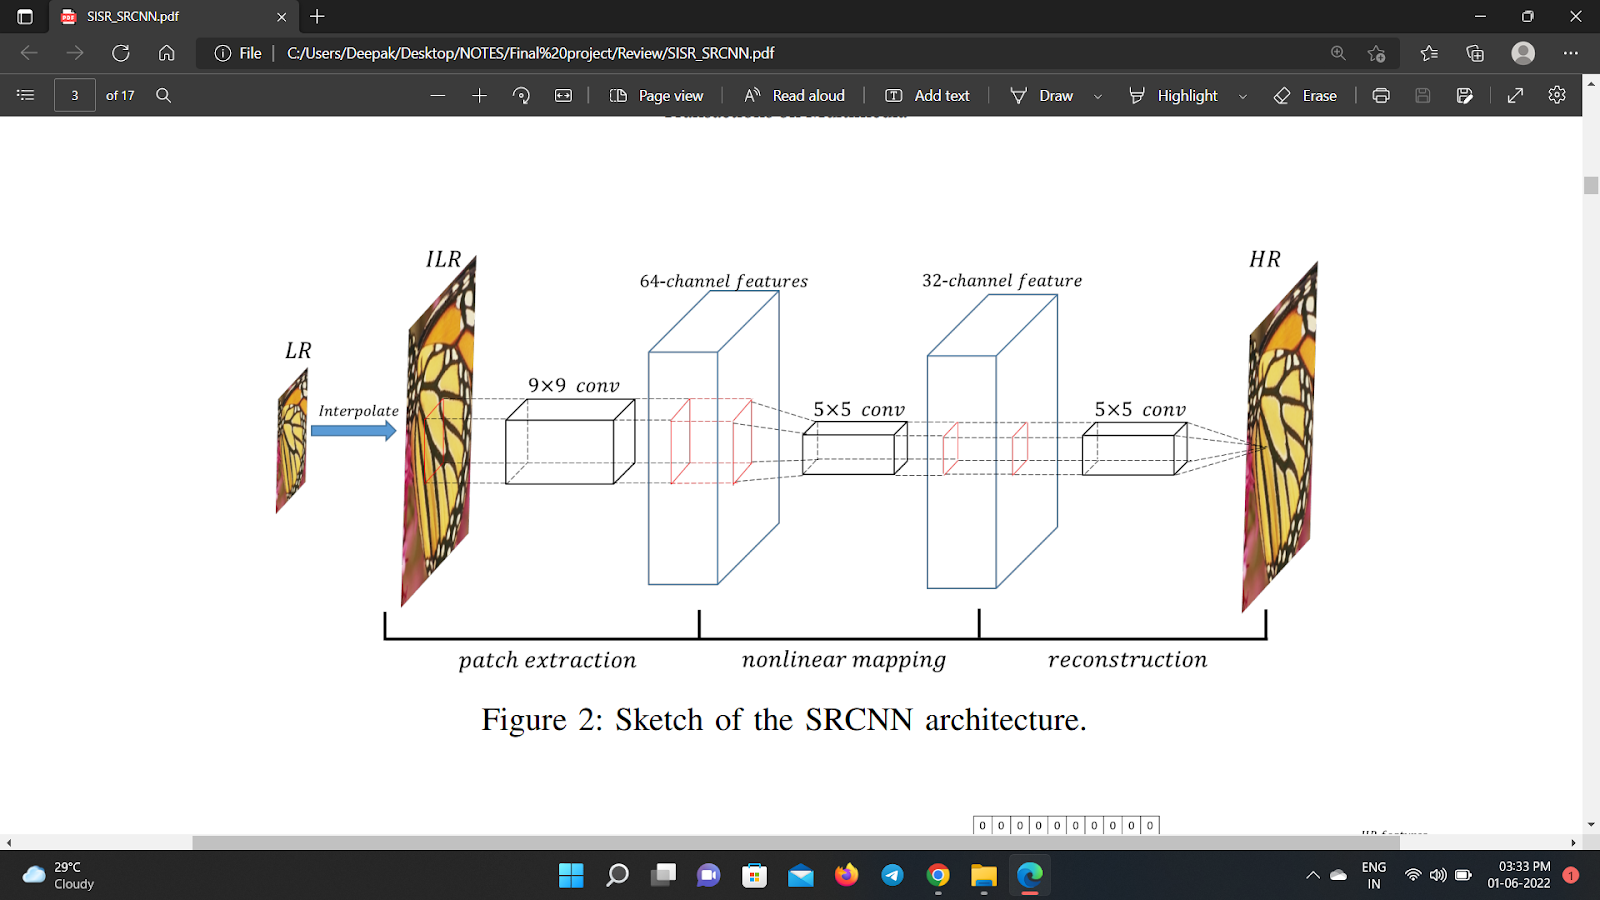 SISR_SRCNN.pdf
File
C:/Users/Deepak/Desktop/NOTES/Final%20project/Review/SISR_SRCNN.pdf
3 of 17
Page view
Read aloud
Add text
Draw
Highlight
Erase
ILR
HR
64-channel features
32-channel feature
LR
9×9 conv
Interpolate
5×5 conv
5×5 conv
patch extraction
nonlinear mapping
reconstruction
Figure 2: Sketch of the SRCNN architecture.
0 0 0 0 0 0 0 0 0 0
29°C
Cloudy
ENG
IN
03:33 PM
01-06-2022
1